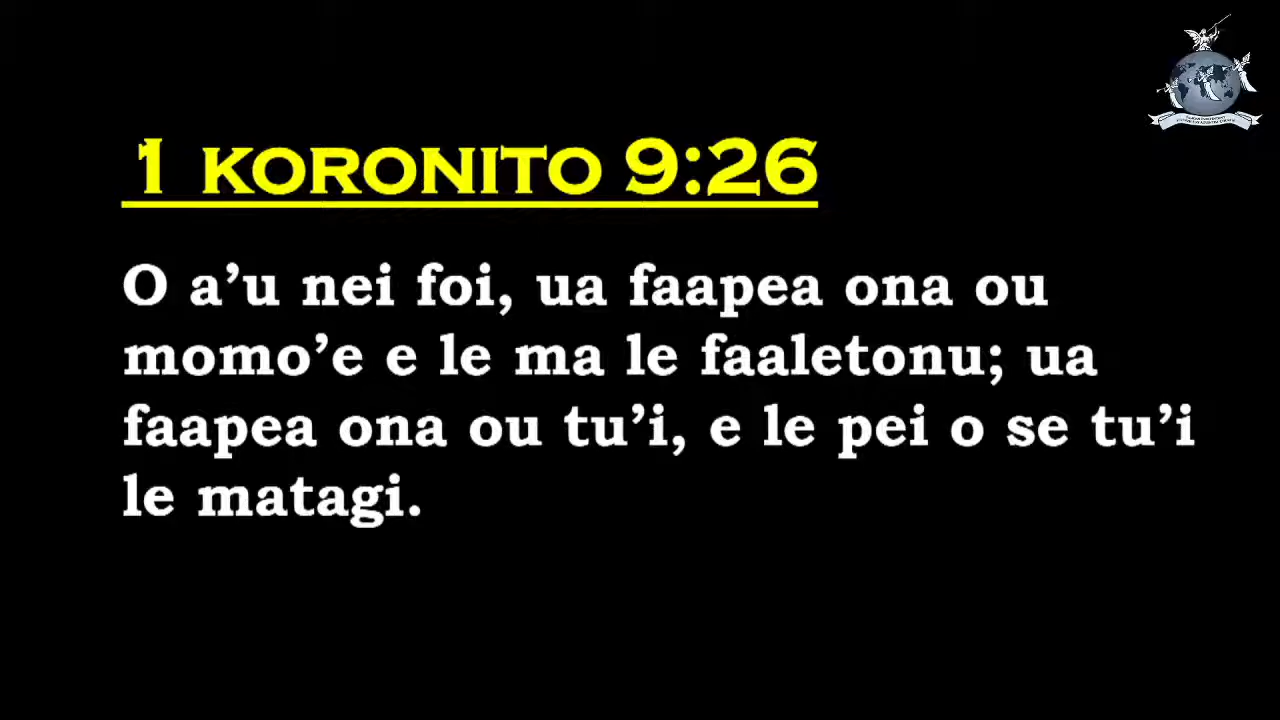 1 KORONITO 9:26
O a’u nei foi, ua faapea ona ou
momo’e e le ma le faaletonu; ua
faapea ona ou tu’i, e le pei o se tu’i
le matagi.